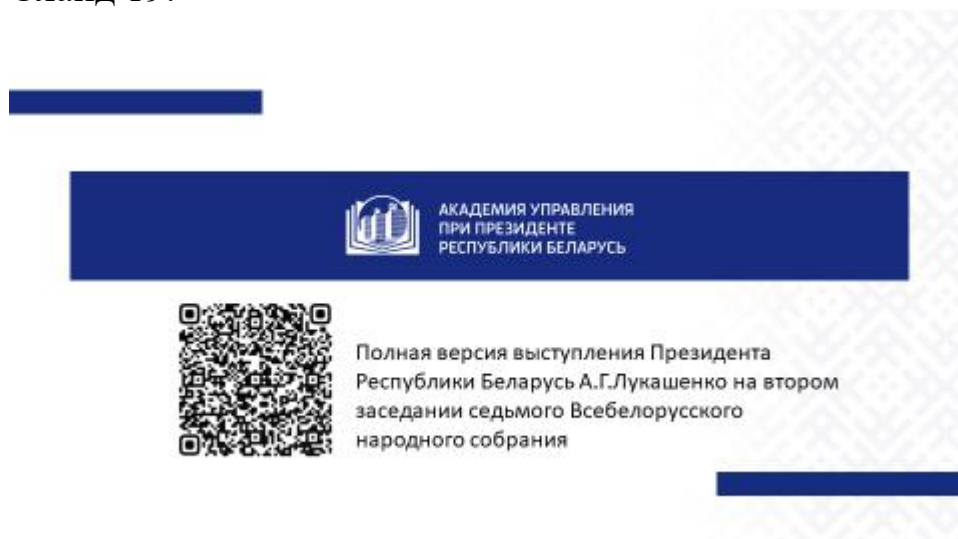 АКАДЕМИЯ УПРАВЛЕНИЯ
ПРИ ПРЕЗИДЕНТЕ
РЕСПУБЛИКИ БЕЛАРУСЬ
Полная версия выступления Президента
Республики Беларусь А.Г.Лукашенко на втором
заседании седьмого Всебелорусского
народного собрания